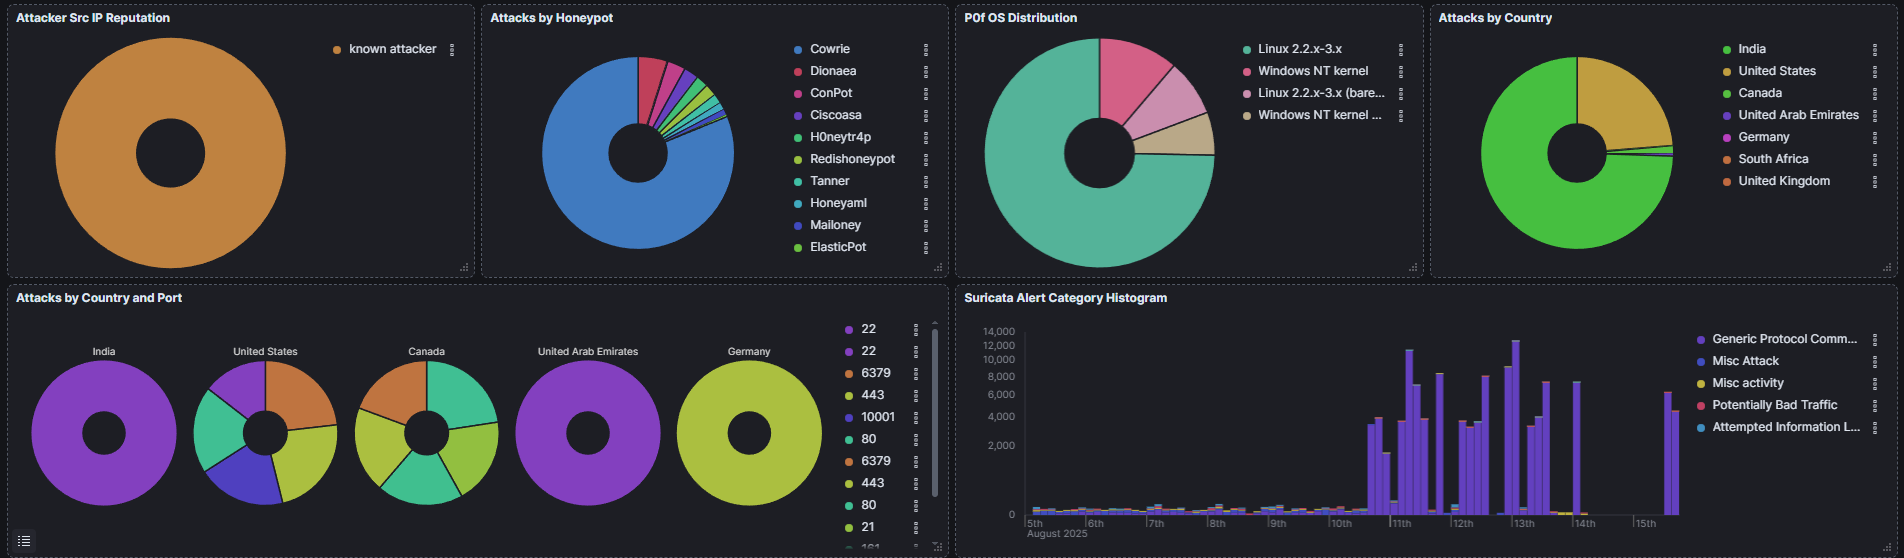 Attacker Src IP Reputation
known attacker
Attacks by Honeypot
Cowrie
Dionaea
ConPot
Ciscoasa
H0neytr4p
Redishoneypot
Tanner
Honeyaml
Mailoney
ElasticPot
P0f OS Distribution
Linux 2.2.x-3.x
Windows NT kernel
Linux 2.2.x-3.x (bare...
Windows NT kernel ...
Attacks by Country
India
United States
Canada
United Arab Emirates
Germany
South Africa
United Kingdom
Attacks by Country and Port
India
United States
Canada
United Arab Emirates
Germany
22
22
6379
443
10001
80
6379
443
80
21
161
Suricata Alert Category Histogram
14,000
12,000
10,000
8,000
6,000
4,000
2,000
0
5th
6th
7th
8th
9th
10th
11th
12th
13th
14th
15th
August 2025
Generic Protocol Comm...
Misc Attack
Misc activity
Potentially Bad Traffic
Attempted Information L...